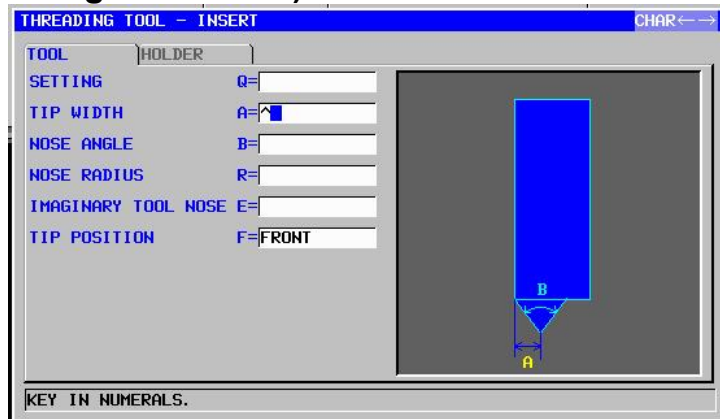 THREADING TOOL - INSERT CHAR←→
TOOL HOLDER
SETTING Q=
TIP WIDTH A=^
NOSE ANGLE B=
NOSE RADIUS R=
IMAGINARY TOOL NOSE E=
TIP POSITION F=FRONT
B
A
KEY IN NUMERALS.